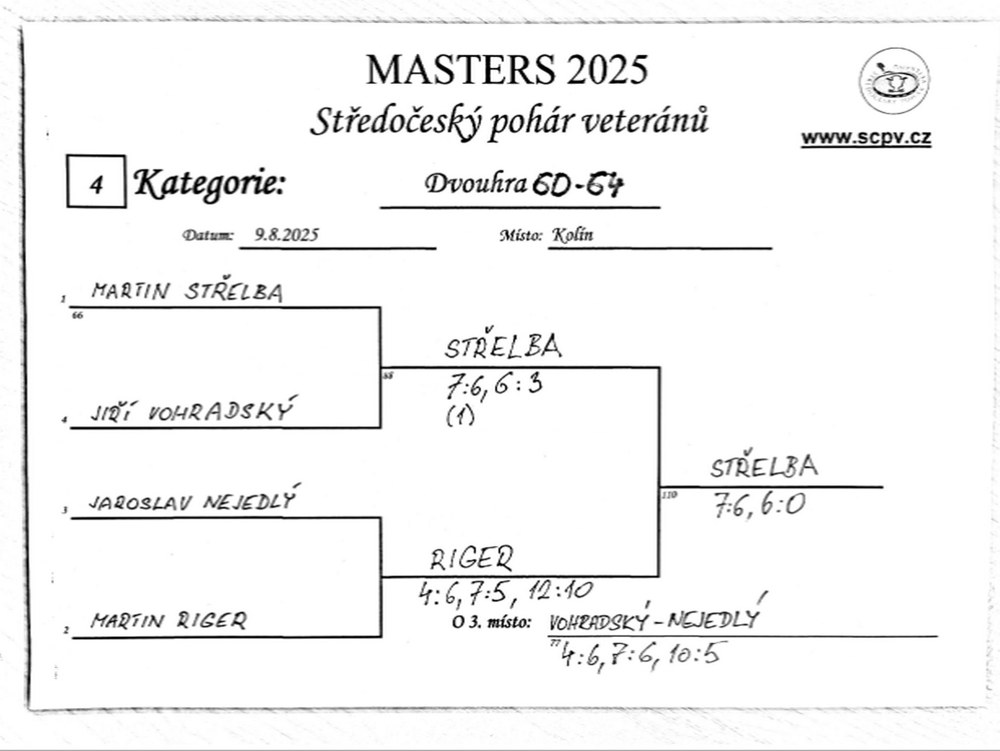 MASTERS 2025
Středočeský pohár veteránů
www.scpv.cz
4 Kategorie: Dvouhra 60-64
Datum: 9.8.2025 Místo: Kolín
1 MARTIN STŘELBA
66
STŘELBA
88 7:6, 6:3
(1)
4 JIŘÍ VOHRADSKÝ
STŘELBA
110 7:6, 6:0
3 JAROSLAV NEJEDLÝ
RIGER
4:6, 7:5, 12:10
2 MARTIN RIGER
O 3. místo: VOHRADSKÝ - NEJEDLÝ
77 4:6, 7:6, 10:5